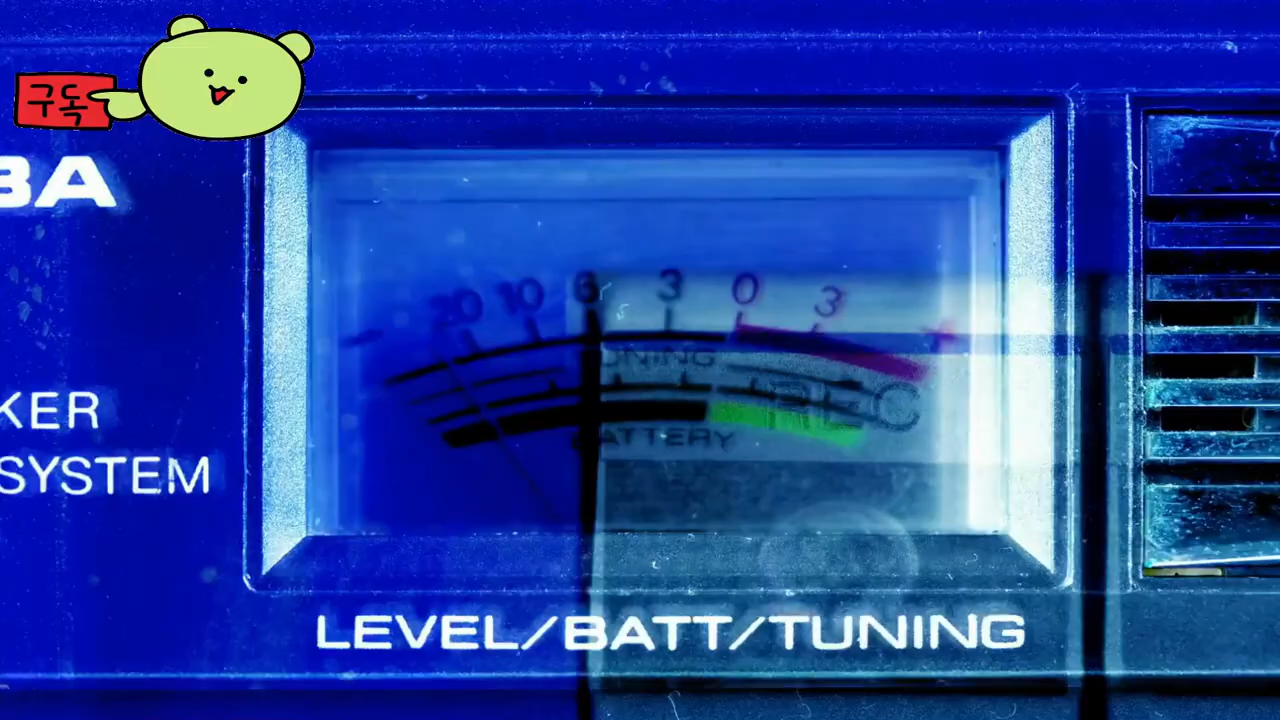 구독
BA
20 10 6 3 0 3
TUNING
REC
BATTERY
KER
SYSTEM
LEVEL/BATT/TUNING